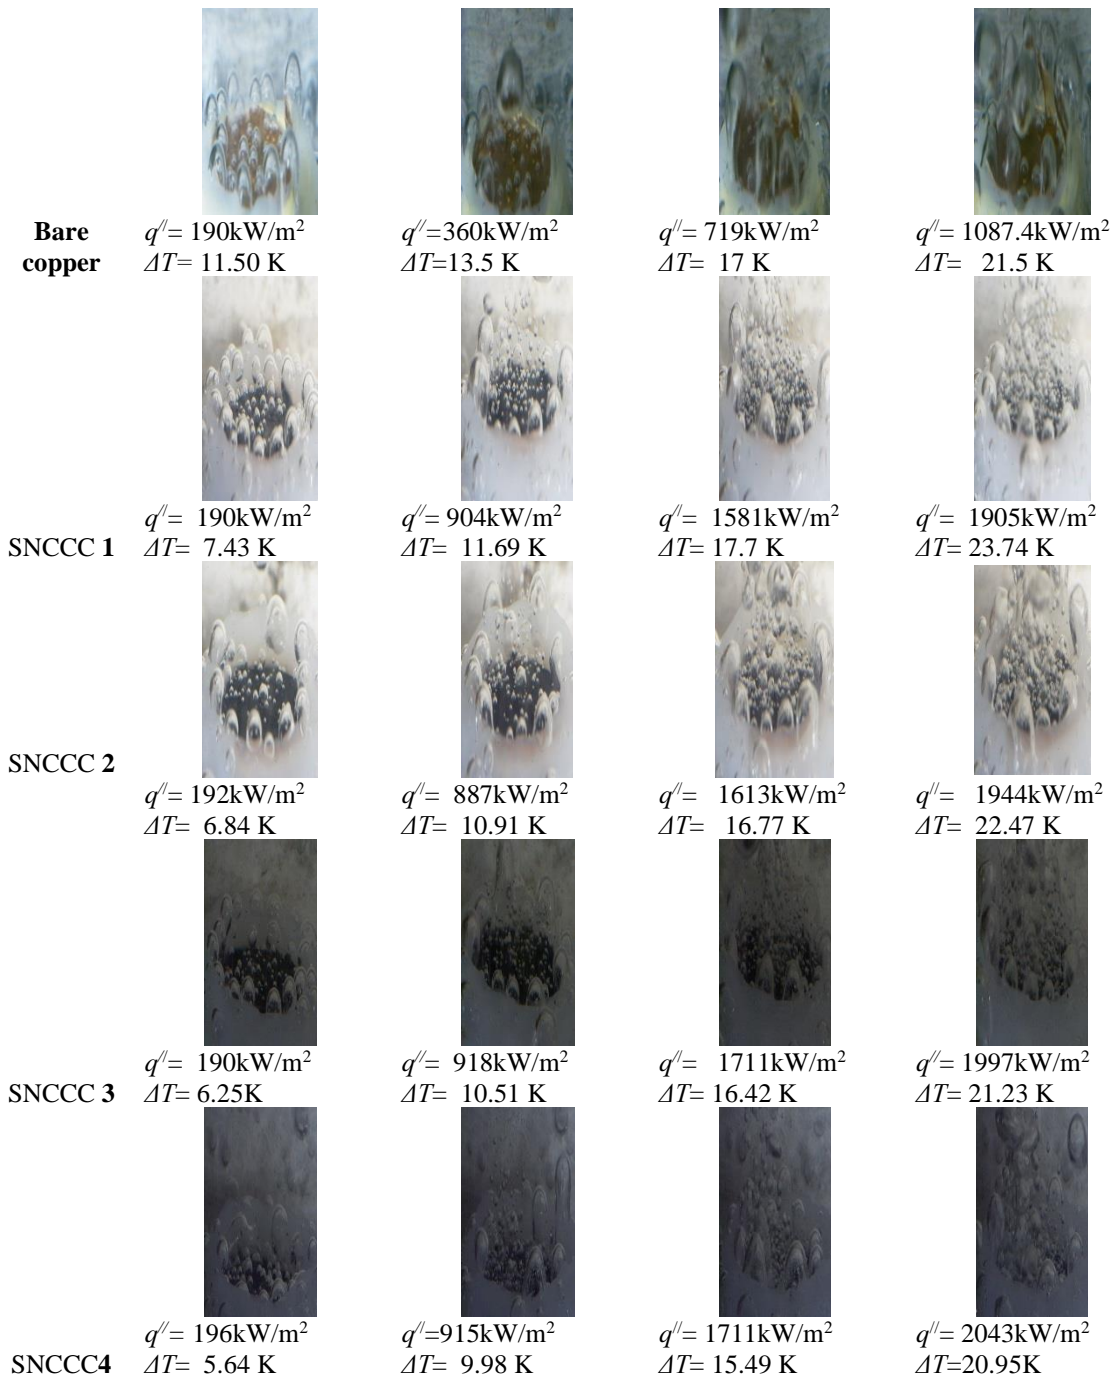 Bare
copper
q″= 190kW/m² q″=360kW/m² q″= 719kW/m² q″= 1087.4kW/m²
ΔT= 11.50 K ΔT=13.5 K ΔT= 17 K ΔT= 21.5 K
q″= 190kW/m² q″= 904kW/m² q″= 1581kW/m² q″= 1905kW/m²
SNCCC 1 ΔT= 7.43 K ΔT= 11.69 K ΔT= 17.7 K ΔT= 23.74 K
SNCCC 2
q″= 192kW/m² q″= 887kW/m² q″= 1613kW/m² q″= 1944kW/m²
ΔT= 6.84 K ΔT= 10.91 K ΔT= 16.77 K ΔT= 22.47 K
q″= 190kW/m² q″= 918kW/m² q″= 1711kW/m² q″= 1997kW/m²
SNCCC 3 ΔT= 6.25K ΔT= 10.51 K ΔT= 16.42 K ΔT= 21.23 K
q″= 196kW/m² q″=915kW/m² q″= 1711kW/m² q″= 2043kW/m²
SNCCC4 ΔT= 5.64 K ΔT= 9.98 K ΔT= 15.49 K ΔT=20.95K